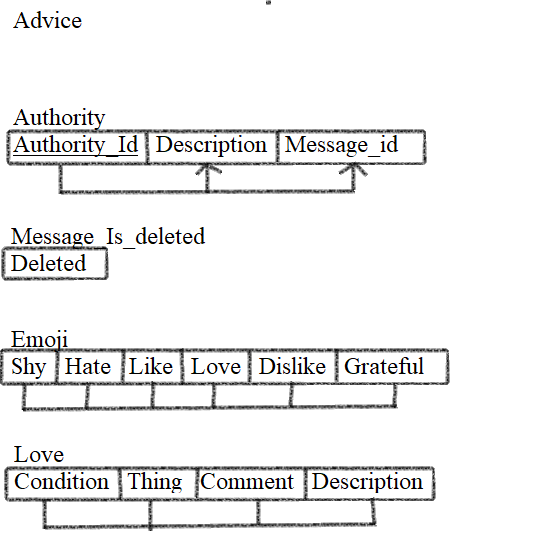 Advice
Authority
Authority_Id Description Message_id
Message_Is_deleted
Deleted
Emoji
Shy Hate Like Love Dislike Grateful
Love
Condition Thing Comment Description